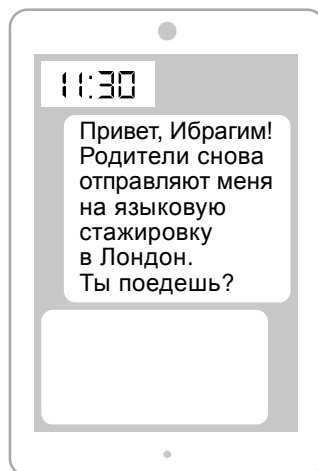 11:30
Привет, Ибрагим!
Родители снова
отправляют меня
на языковую
стажировку
в Лондон.
Ты поедешь?